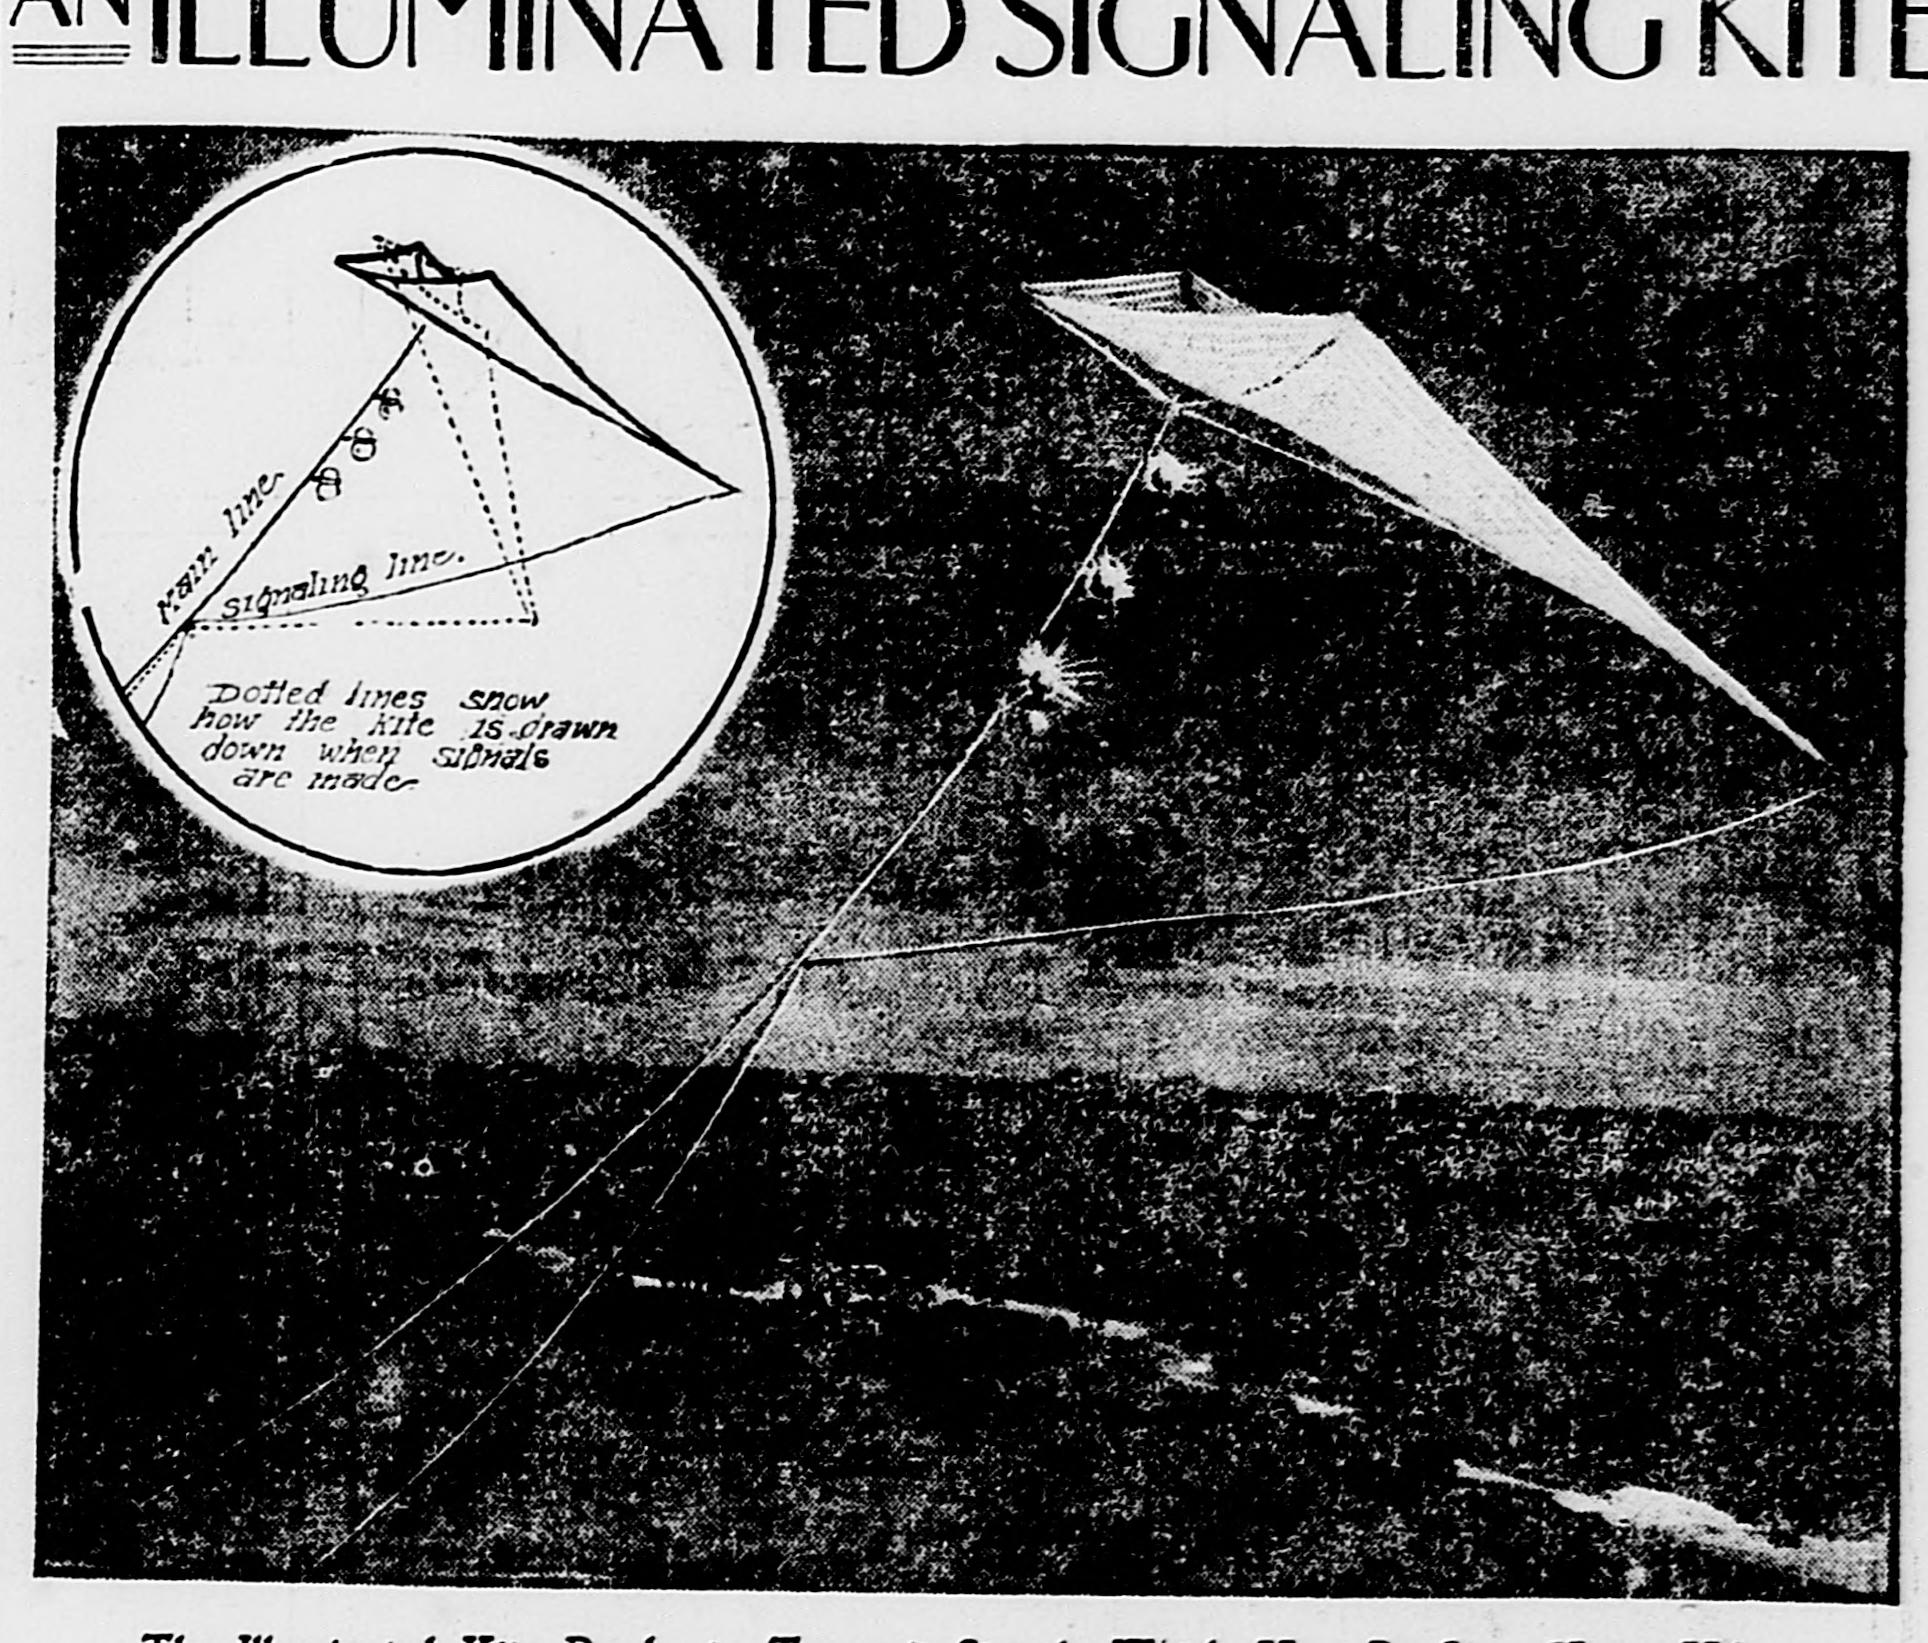 AN ILLUMINATED SIGNALING KITE
Main line
signaling line.
Dotted lines snow
how the kite is drawn
down when signals
are made